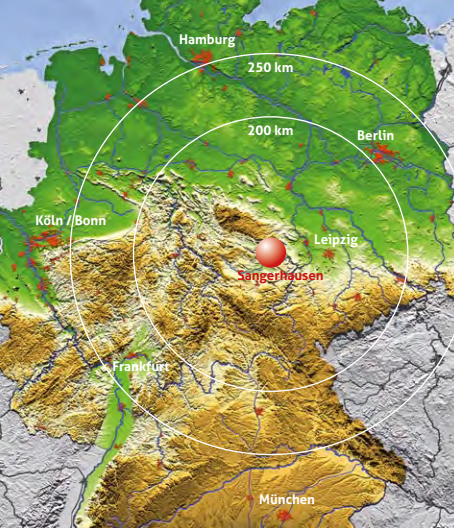 Hamburg
250 km
200 km
Berlin
Köln / Bonn
Leipzig
Sangerhausen
Frankfurt
München